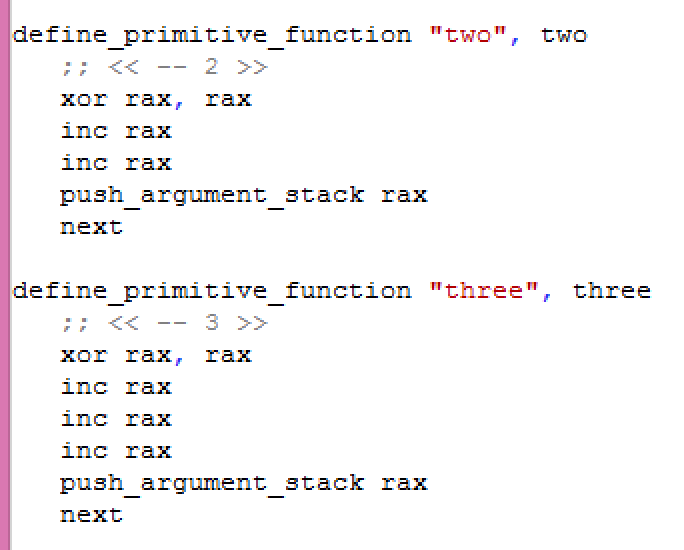 define_primitive_function "two", two
;; << -- 2 >>
xor rax, rax
inc rax
inc rax
push_argument_stack rax
next
define_primitive_function "three", three
;; << -- 3 >>
xor rax, rax
inc rax
inc rax
inc rax
push_argument_stack rax
next